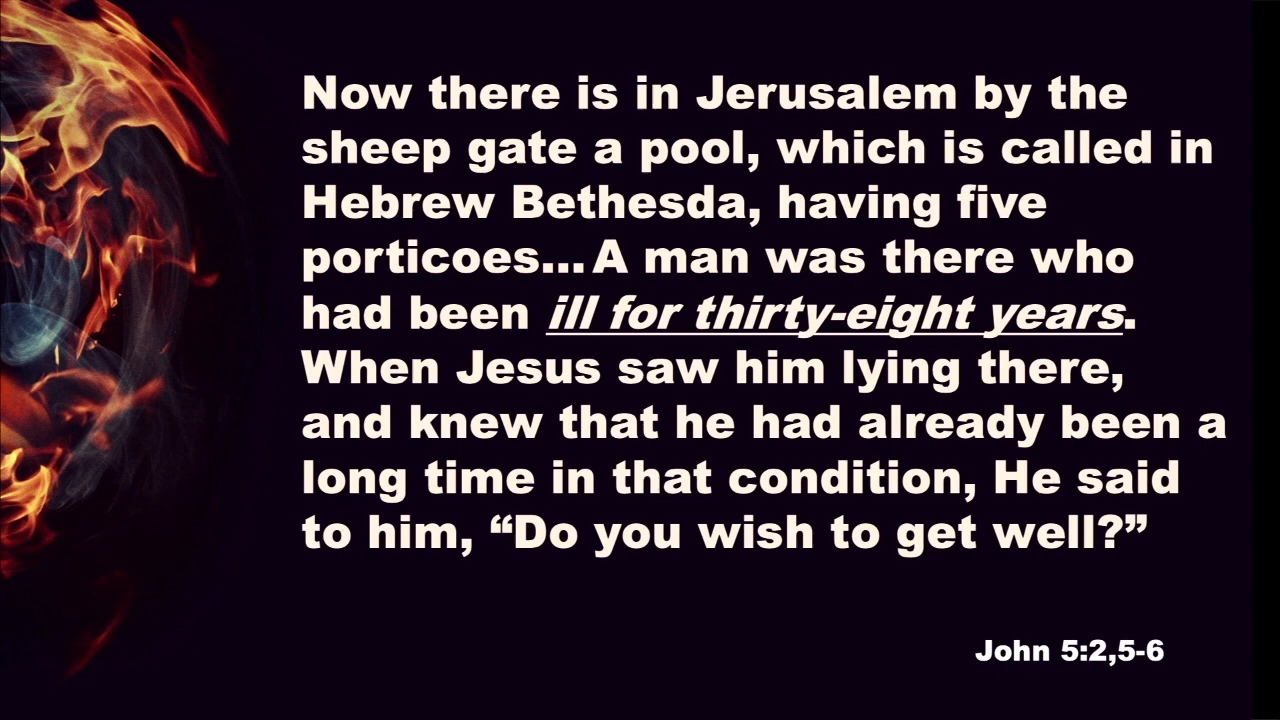 Now there is in Jerusalem by the
sheep gate a pool, which is called in
Hebrew Bethesda, having five
porticoes... A man was there who
had been ill for thirty-eight years.
When Jesus saw him lying there,
and knew that he had already been a
long time in that condition, He said
to him, “Do you wish to get well?”
John 5:2,5-6